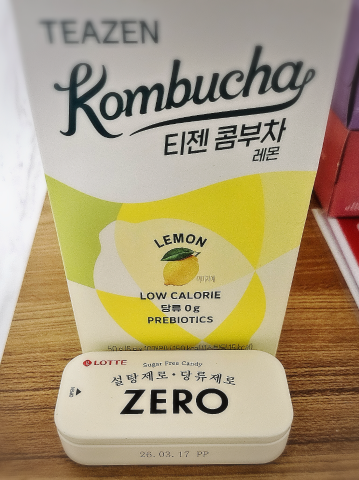 TEAZEN
Kombucha
티젠 콤부차
레몬
LEMON
LOW CALORIE
당류 0g
PREBIOTICS
LOTTE
Sugar Free Candy
설탕제로·당류제로
ZERO
26.03.17 PP